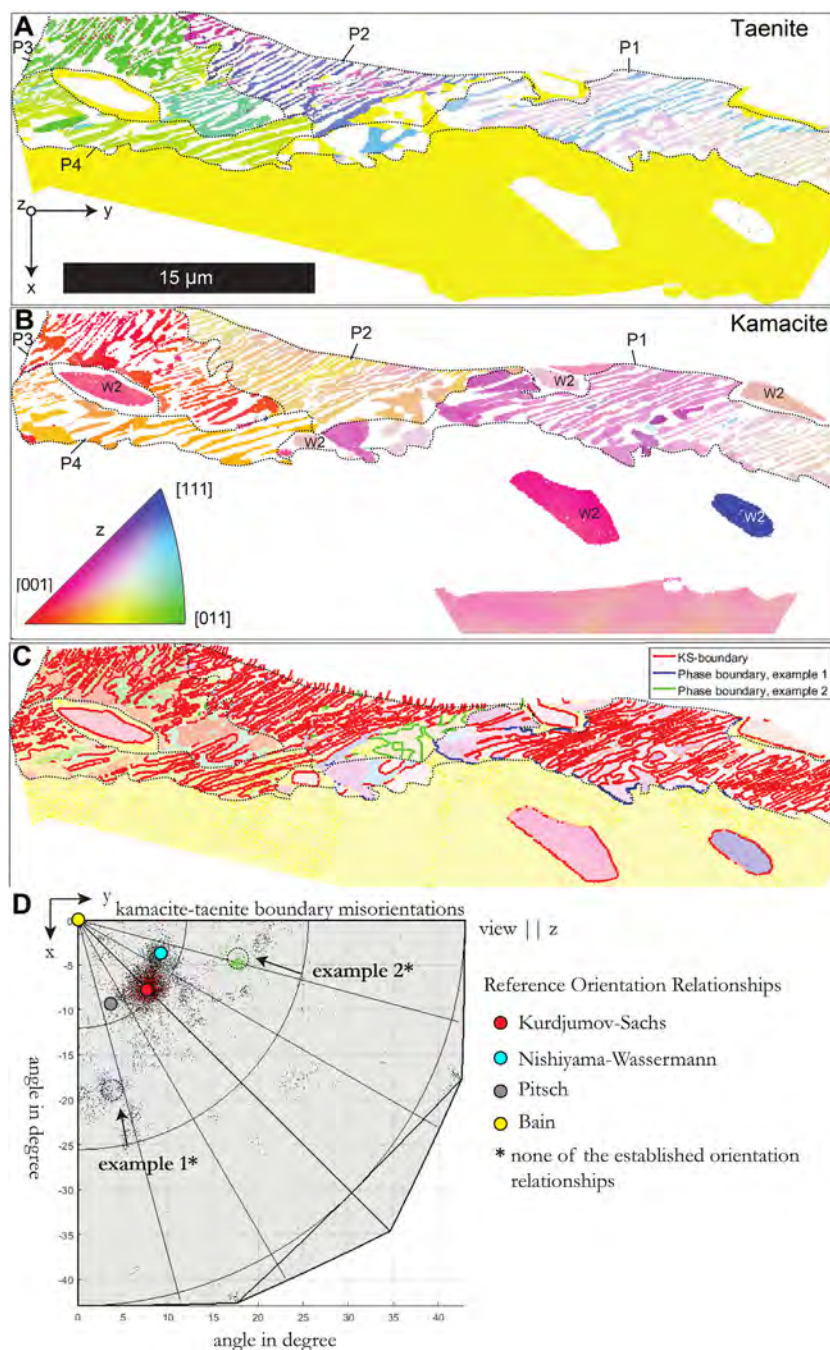 A
Taenite
P3
P2
P1
P4
z
y
x
15 µm
B
Kamacite
P3
P2
P1
W2
W2
W2
W2
P4
W2
W2
[111]
z
[001]
[011]
C
KS-boundary
Phase boundary, example 1
Phase boundary, example 2
D
y
x
kamacite-taenite boundary misorientations
view || z
0
-5
-10
-15
-20
-25
-30
-35
-40
angle in degree
example 2*
example 1*
Reference Orientation Relationships
Kurdjumov-Sachs
Nishiyama-Wassermann
Pitsch
Bain
* none of the established orientation
relationships
0 5 10 15 20 25 30 35 40
angle in degree